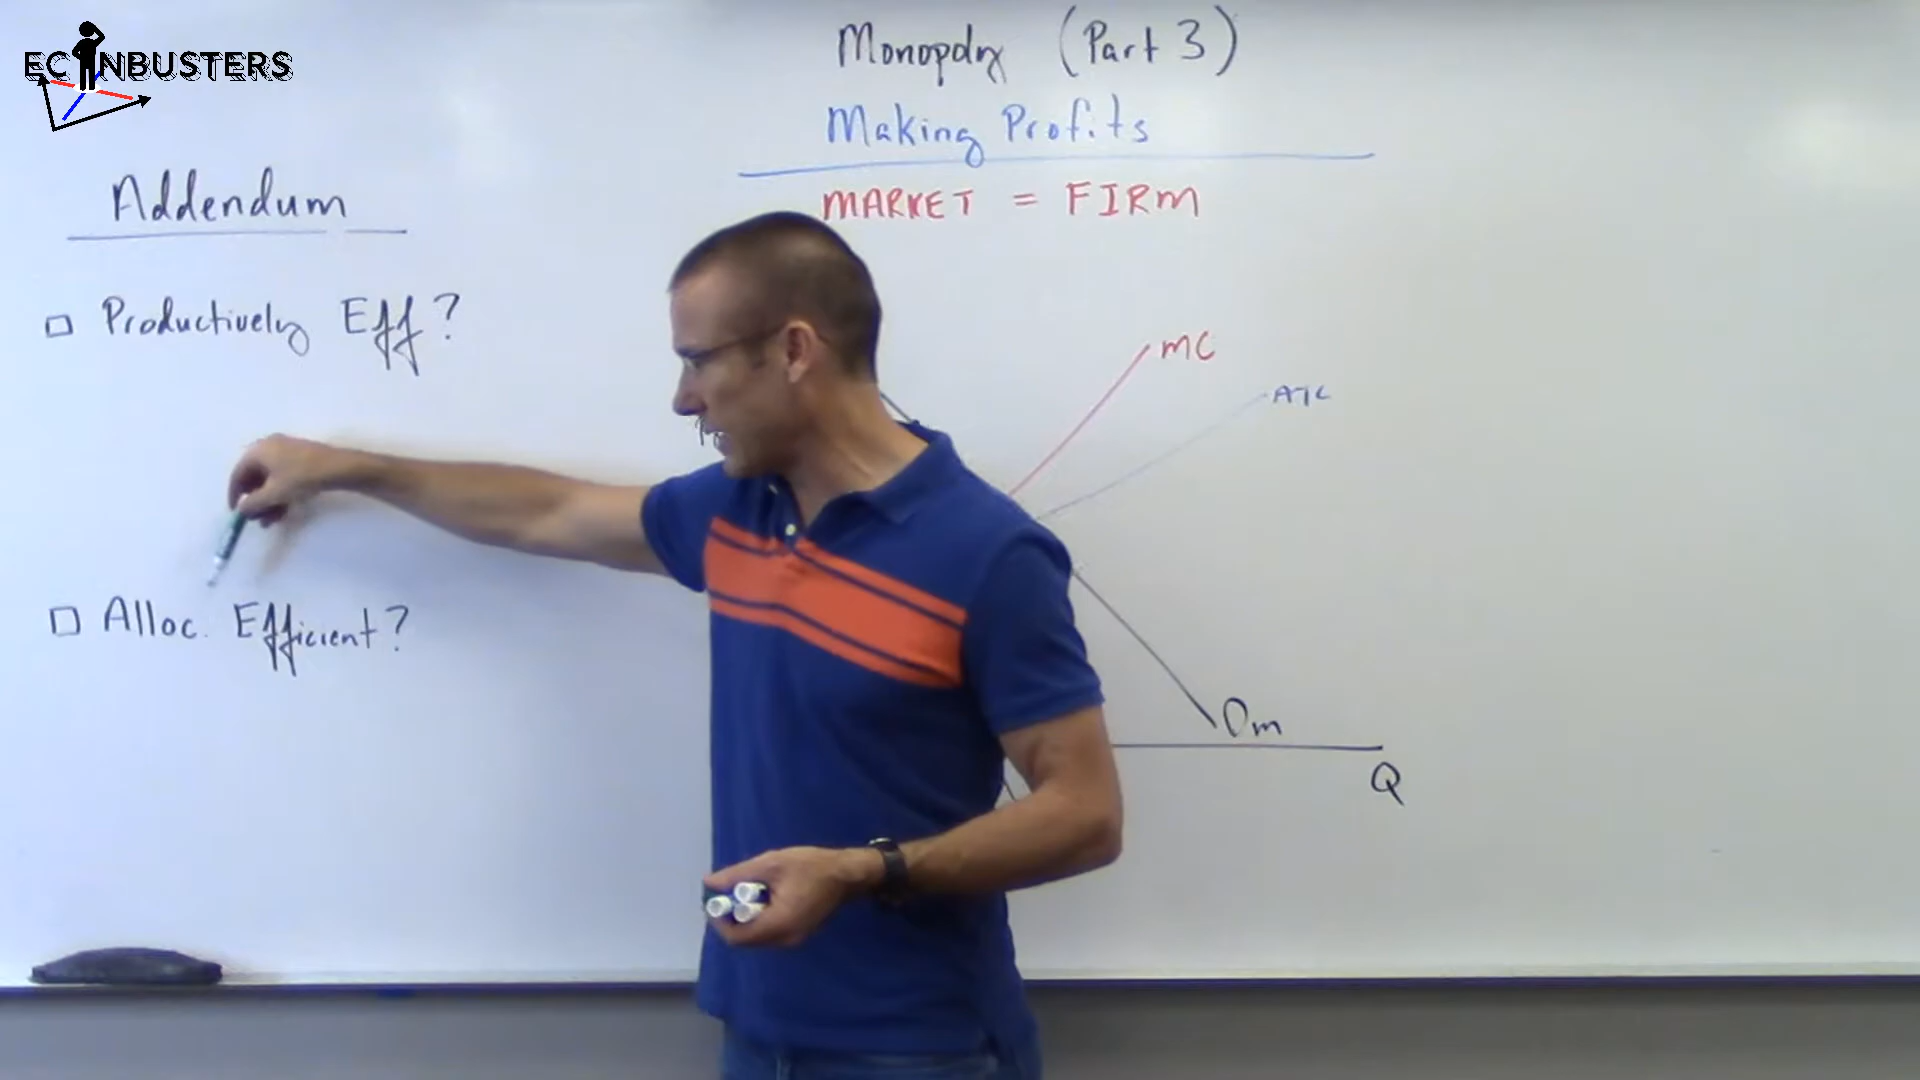 ECONBUSTERS
Monopoly (Part 3)
Making Profits
MARKET = FIRM
Addendum
Productively Eff?
Alloc. Efficient?
MC
ATC
Dm
Q